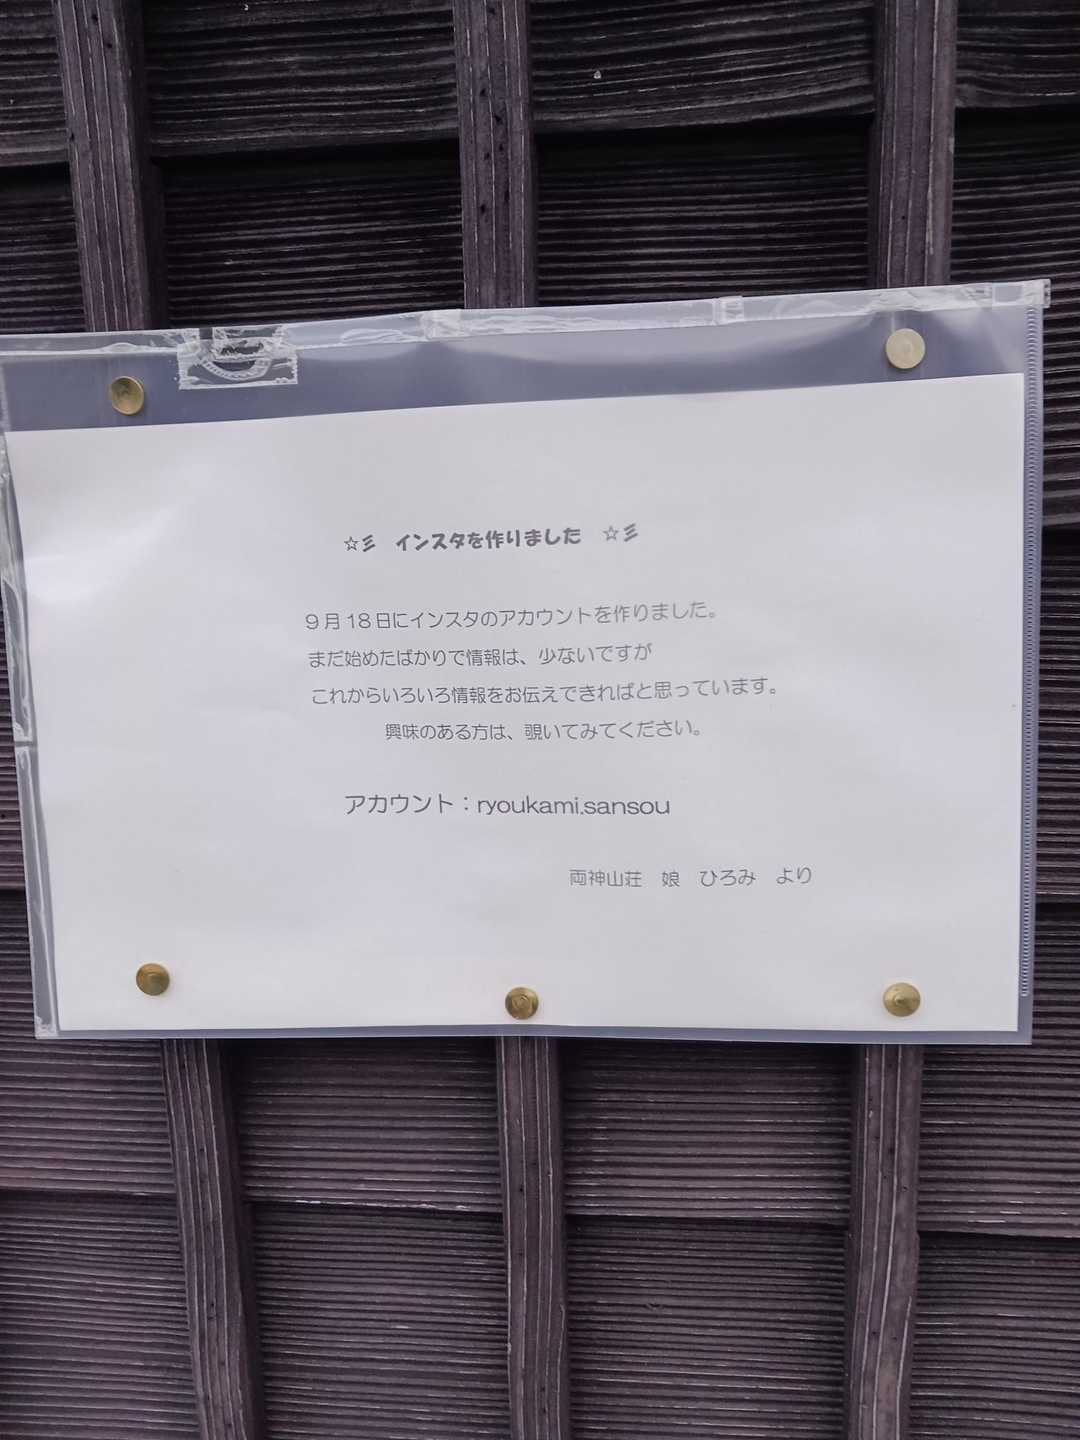 ☆彡　インスタを作りました　☆彡
９月18日にインスタのアカウントを作りました。
まだ始めたばかりで情報は、少ないですが
これからいろいろ情報をお伝えできればと思っています。
興味のある方は、覗いてみてください。
アカウント：ryoukami.sansou
両神山荘　娘　ひろみ　より